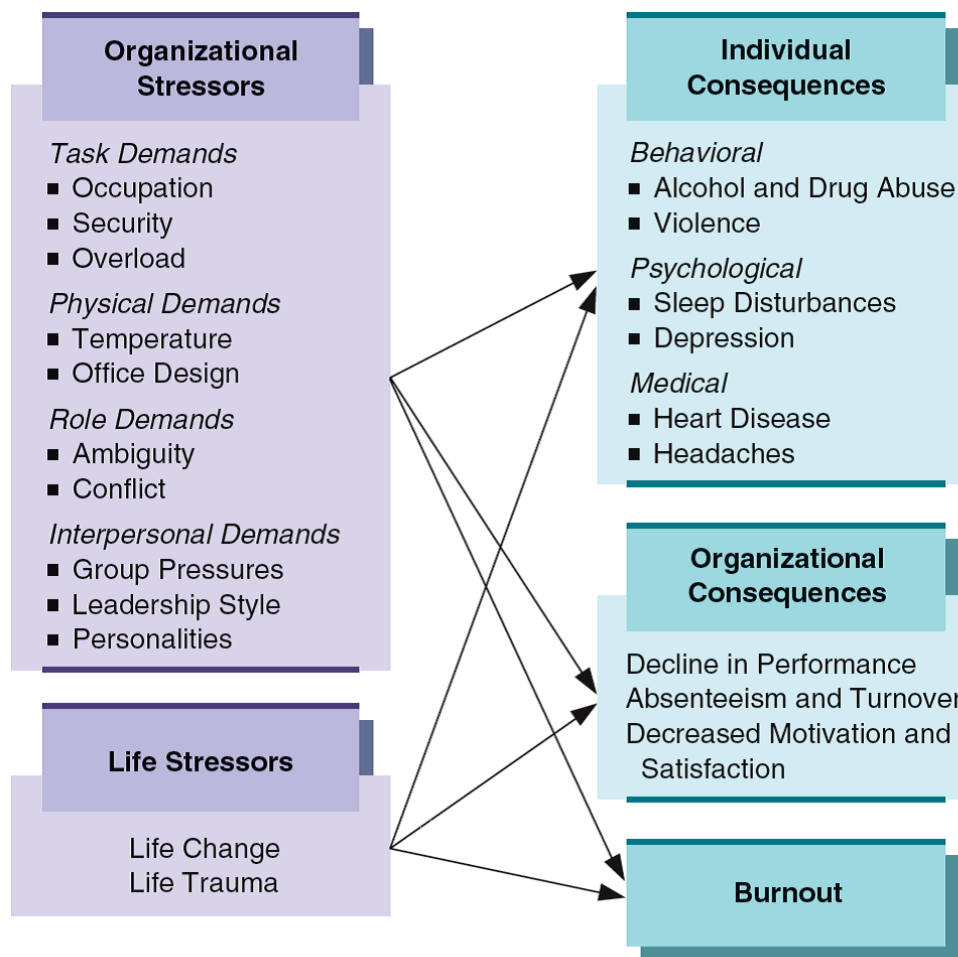 Organizational
Stressors
Task Demands
■ Occupation
■ Security
■ Overload
Physical Demands
■ Temperature
■ Office Design
Role Demands
■ Ambiguity
■ Conflict
Interpersonal Demands
■ Group Pressures
■ Leadership Style
■ Personalities
Life Stressors
Life Change
Life Trauma
Individual
Consequences
Behavioral
■ Alcohol and Drug Abuse
■ Violence
Psychological
■ Sleep Disturbances
■ Depression
Medical
■ Heart Disease
■ Headaches
Organizational
Consequences
Decline in Performance
Absenteeism and Turnover
Decreased Motivation and
Satisfaction
Burnout